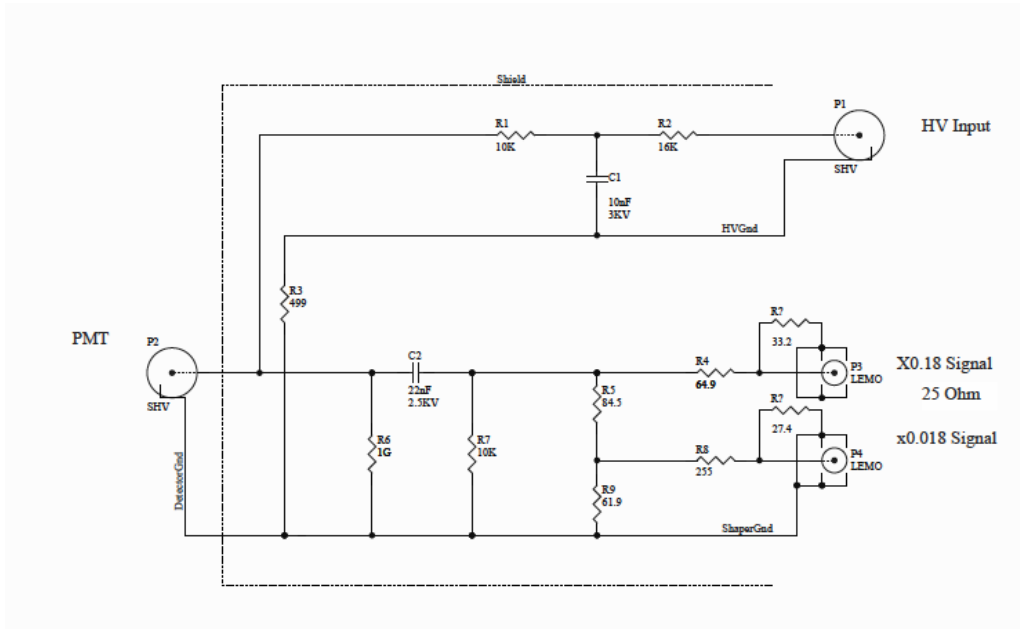 Shield
P1
HV Input
SHV
R1
10K
R2
16K
C1
10nF
3KV
HVGnd
R3
499
PMT
P2
SHV
DetectorGnd
C2
22nF
2.5KV
R6
1G
R7
10K
R5
84.5
R4
64.9
R?
33.2
P3
LEMO
X0.18 Signal
25 Ohm
R?
27.4
x0.018 Signal
R8
255
P4
LEMO
R9
61.9
ShaperGnd